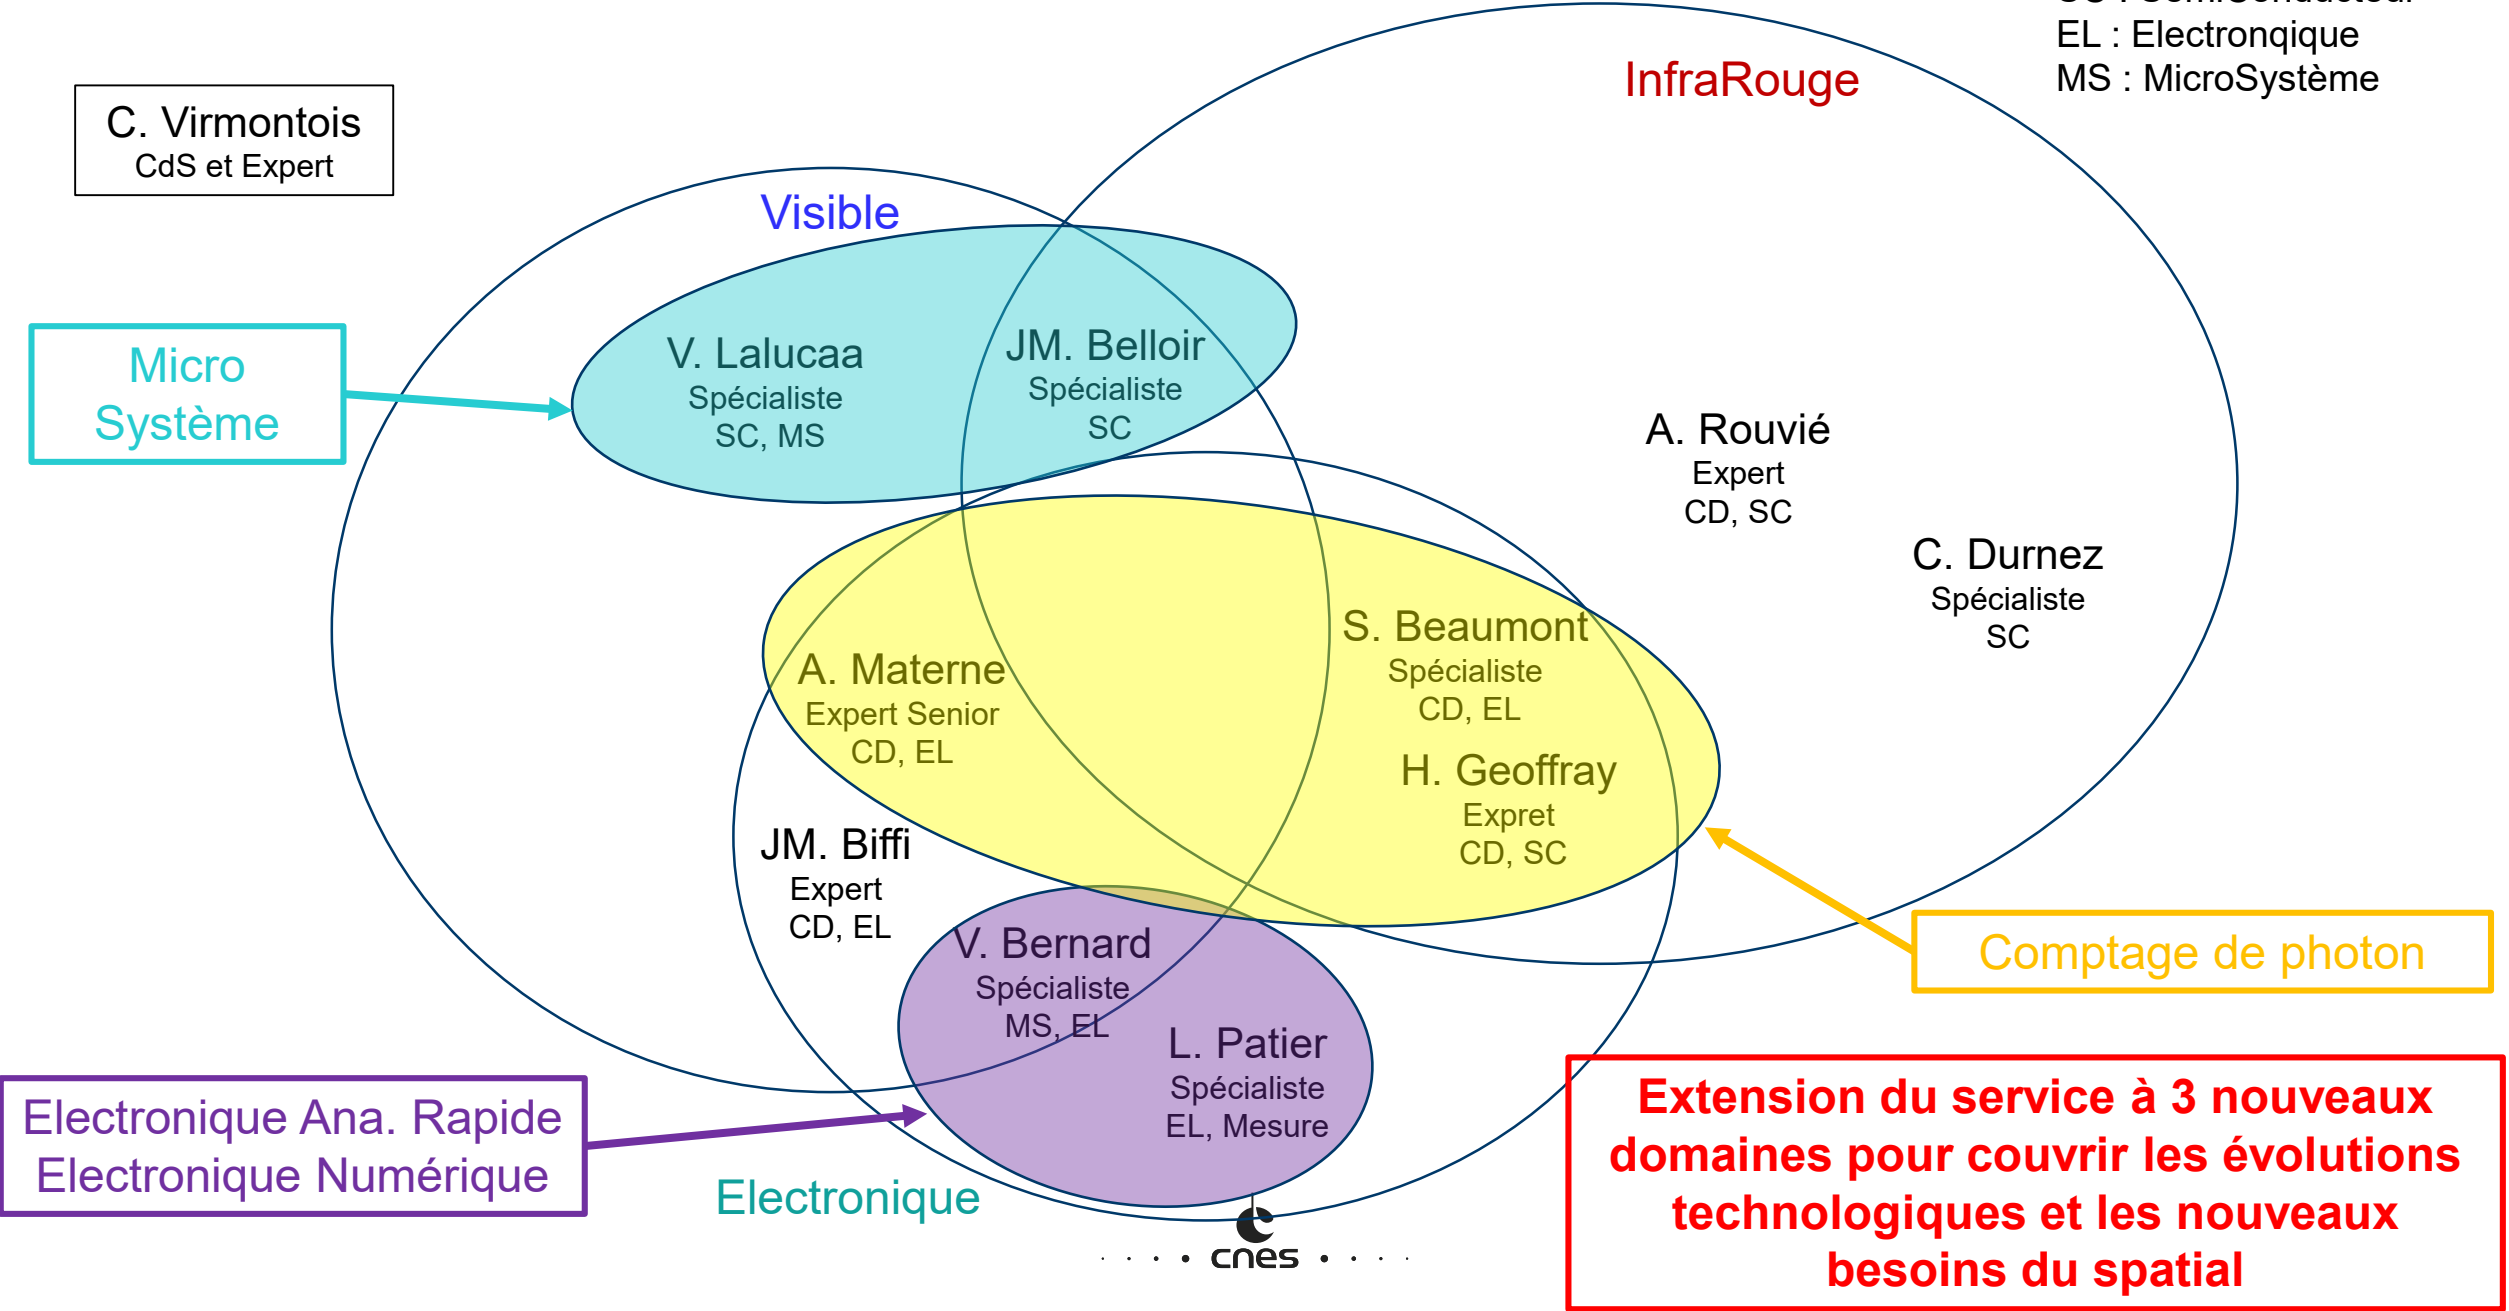 EL : Electronqique
MS : MicroSystème
InfraRouge
C. Virmontois
CdS et Expert
Visible
Micro
Système
V. Lalucaa
Spécialiste
SC, MS
JM. Belloir
Spécialiste
SC
A. Rouvié
Expert
CD, SC
C. Durnez
Spécialiste
SC
S. Beaumont
Spécialiste
CD, EL
A. Materne
Expert Senior
CD, EL
H. Geoffray
Expret
CD, SC
JM. Biffi
Expert
CD, EL
V. Bernard
Spécialiste
MS, EL
L. Patier
Spécialiste
EL, Mesure
Comptage de photon
Electronique Ana. Rapide
Electronique Numérique
Electronique
Extension du service à 3 nouveaux
domaines pour couvrir les évolutions
technologiques et les nouveaux
besoins du spatial
cnes